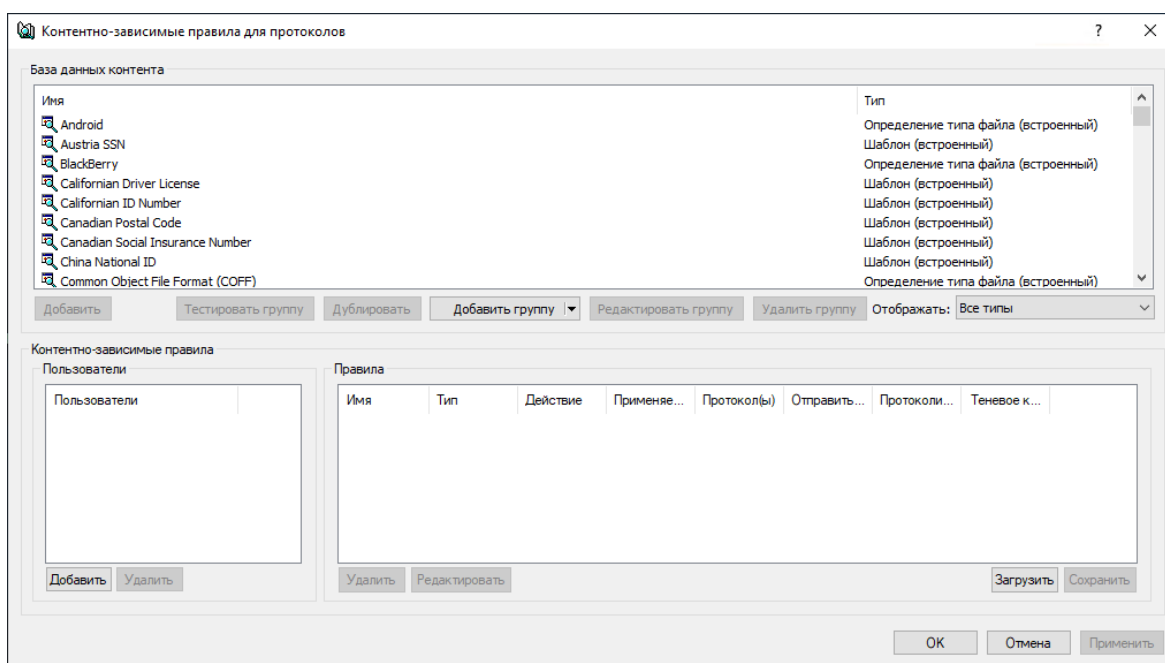 Контентно-зависимые правила для протоколов ?
База данных контента
Имя Тип
Android Определение типа файла (встроенный)
Austria SSN Шаблон (встроенный)
BlackBerry Определение типа файла (встроенный)
Californian Driver License Шаблон (встроенный)
Californian ID Number Шаблон (встроенный)
Canadian Postal Code Шаблон (встроенный)
Canadian Social Insurance Number Шаблон (встроенный)
China National ID Шаблон (встроенный)
Common Object File Format (COFF) Определение типа файла (встроенный)
Добавить Тестировать группу Дублировать Добавить группу Редактировать группу Удалить группу Отображать: Все типы
Контентно-зависимые правила
Пользователи Правила
Пользователи Имя Тип Действие Применяе... Протокол(ы) Отправить... Протоколи... Теневое к...
Добавить Удалить Удалить Редактировать Загрузить Сохранить
OK Отмена Применить